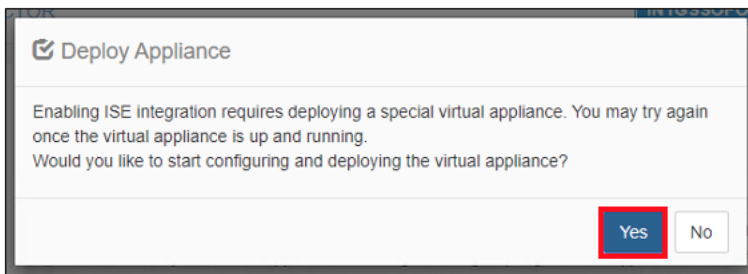 Deploy Appliance
Enabling ISE integration requires deploying a special virtual appliance. You may try again
once the virtual appliance is up and running.
Would you like to start configuring and deploying the virtual appliance?
Yes
No